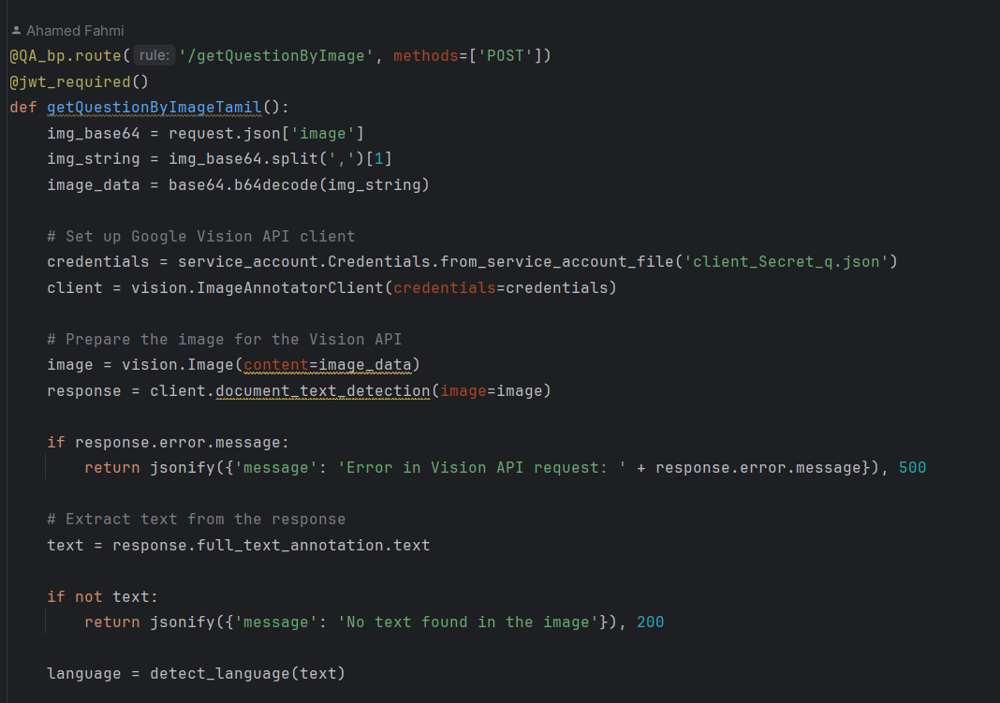 Ahamed Fahmi
@QA_bp.route( rule: '/getQuestionByImage', methods=['POST'])
@jwt_required()
def getQuestionByImageTamil():
    img_base64 = request.json['image']
    img_string = img_base64.split(',')[1]
    image_data = base64.b64decode(img_string)

    # Set up Google Vision API client
    credentials = service_account.Credentials.from_service_account_file('client_Secret_q.json')
    client = vision.ImageAnnotatorClient(credentials=credentials)

    # Prepare the image for the Vision API
    image = vision.Image(content=image_data)
    response = client.document_text_detection(image=image)

    if response.error.message:
        return jsonify({'message': 'Error in Vision API request: ' + response.error.message}), 500

    # Extract text from the response
    text = response.full_text_annotation.text

    if not text:
        return jsonify({'message': 'No text found in the image'}), 200

    language = detect_language(text)